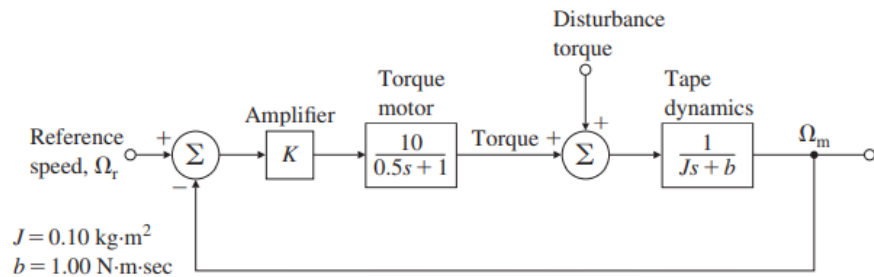 Disturbance
torque
Torque
motor
Tape
dynamics
Amplifier
Reference
speed, Ωr
+
Σ
−
K
10
0.5s + 1
Torque +
+
Σ
1
Js + b
Ωm
J = 0.10 kg·m²
b = 1.00 N·m·sec